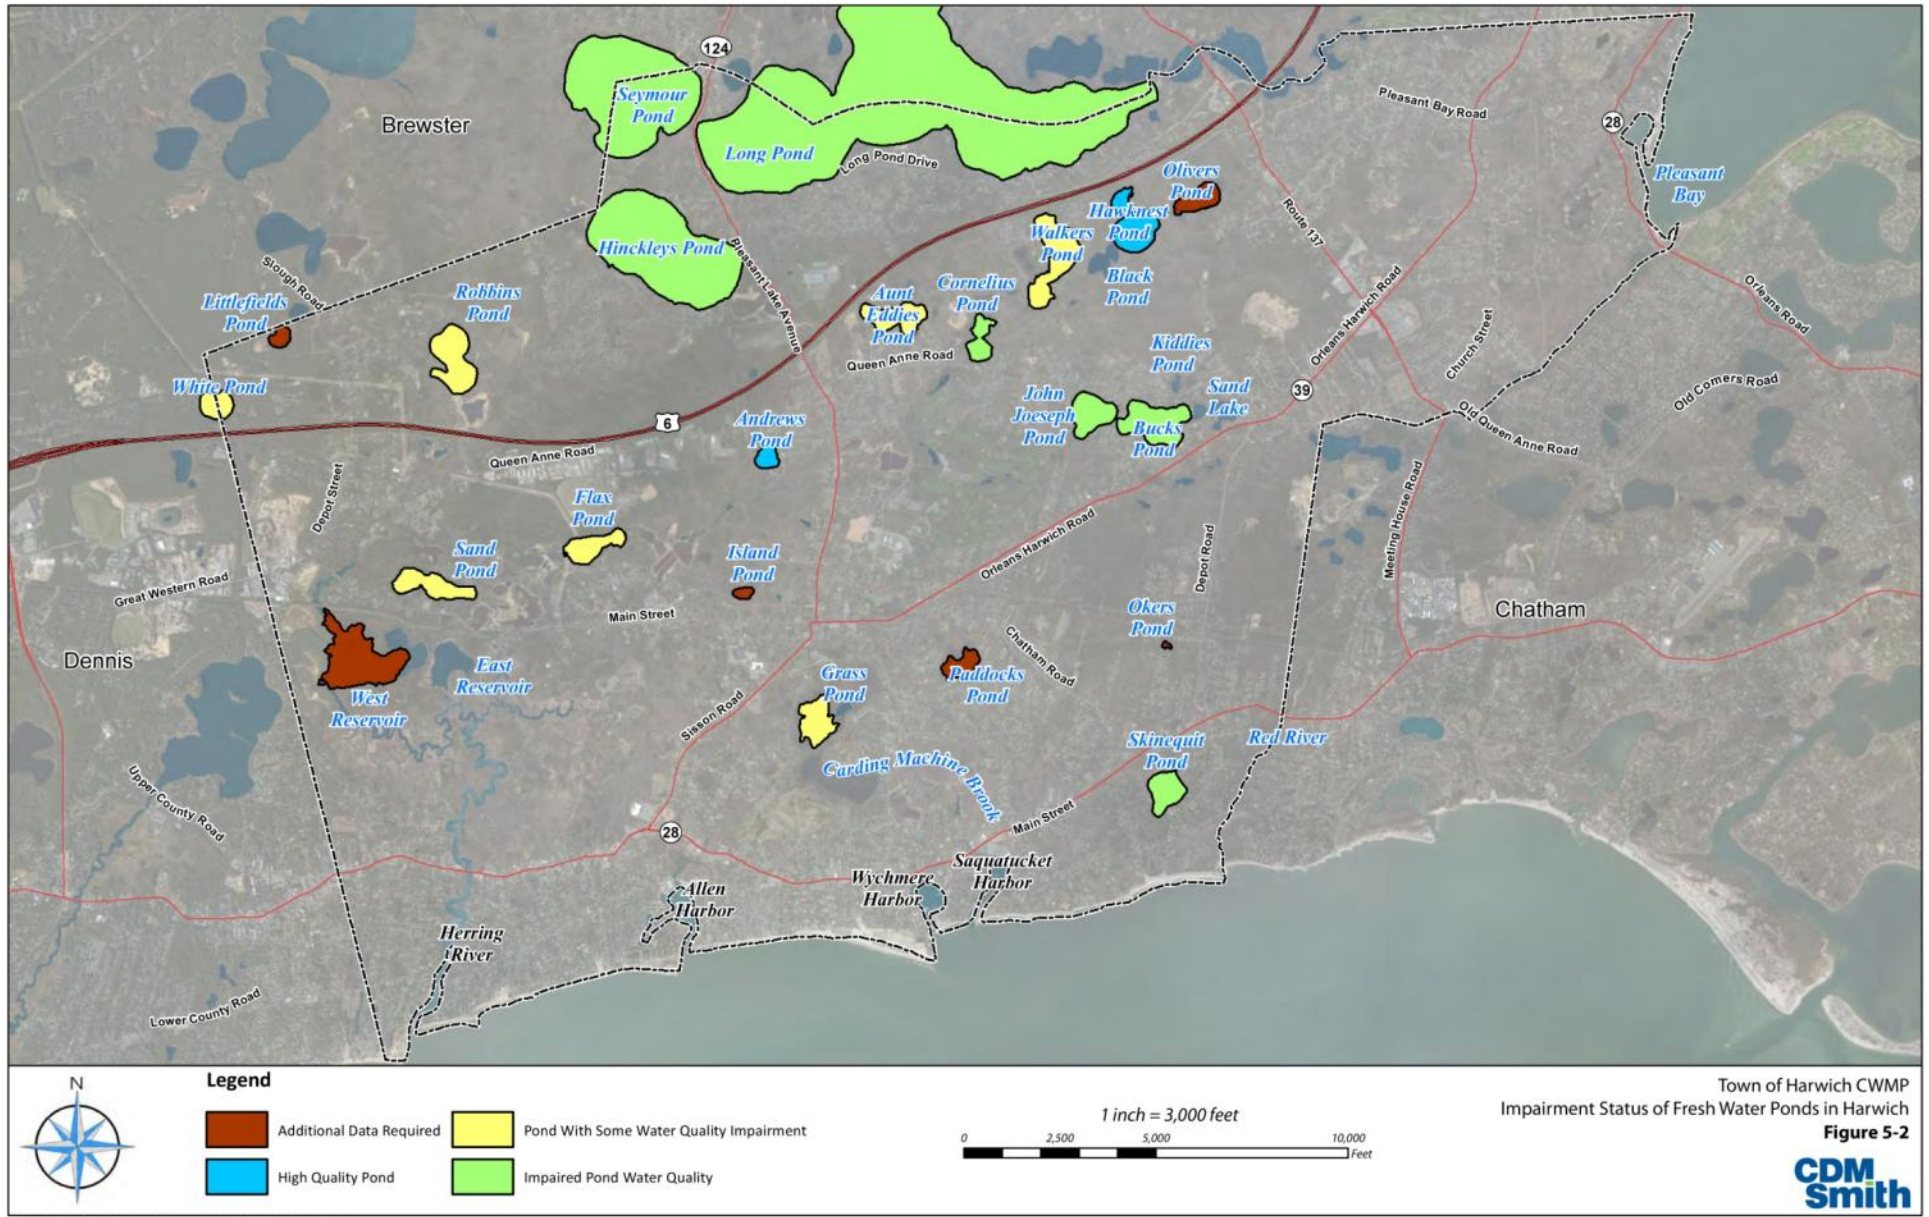 124
Seymour
Pond
Brewster
Long Pond
Long Pond Drive
Pleasant Bay Road
28
Pleasant
Bay
Olivers
Pond
Hawknest
Pond
Walkers
Pond
Black
Pond
Route 137
Hinckleys Pond
Pleasant Lake Avenue
Slough Road
Littlefields
Pond
Robbins
Pond
Aunt
Eddies
Pond
Cornelius
Pond
Queen Anne Road
Orleans Harwich Road
Church Street
Orleans Road
Kiddies
Pond
Sand
Lake
John
Joeseph
Pond
Bucks
Pond
39
Old Comers Road
Old Queen Anne Road
White Pond
6
Andrews
Pond
Queen Anne Road
Depot Street
Flax
Pond
Sand
Pond
Island
Pond
Orleans Harwich Road
Depot Road
Meeting House Road
Great Western Road
Main Street
Okers
Pond
Chatham
Chatham Road
Dennis
East
Reservoir
West
Reservoir
Grass
Pond
Paddocks
Pond
Sisson Road
Skinequit
Pond
Red River
Carding Machine Brook
Upper County Road
Main Street
28
Saquatucket
Harbor
Wychmere
Harbor
Allen
Harbor
Herring
River
Lower County Road
N
Legend
Additional Data Required
Pond With Some Water Quality Impairment
High Quality Pond
Impaired Pond Water Quality
1 inch = 3,000 feet
0 2,500 5,000 10,000
Feet
Town of Harwich CWMP
Impairment Status of Fresh Water Ponds in Harwich
Figure 5-2
CDM
Smith